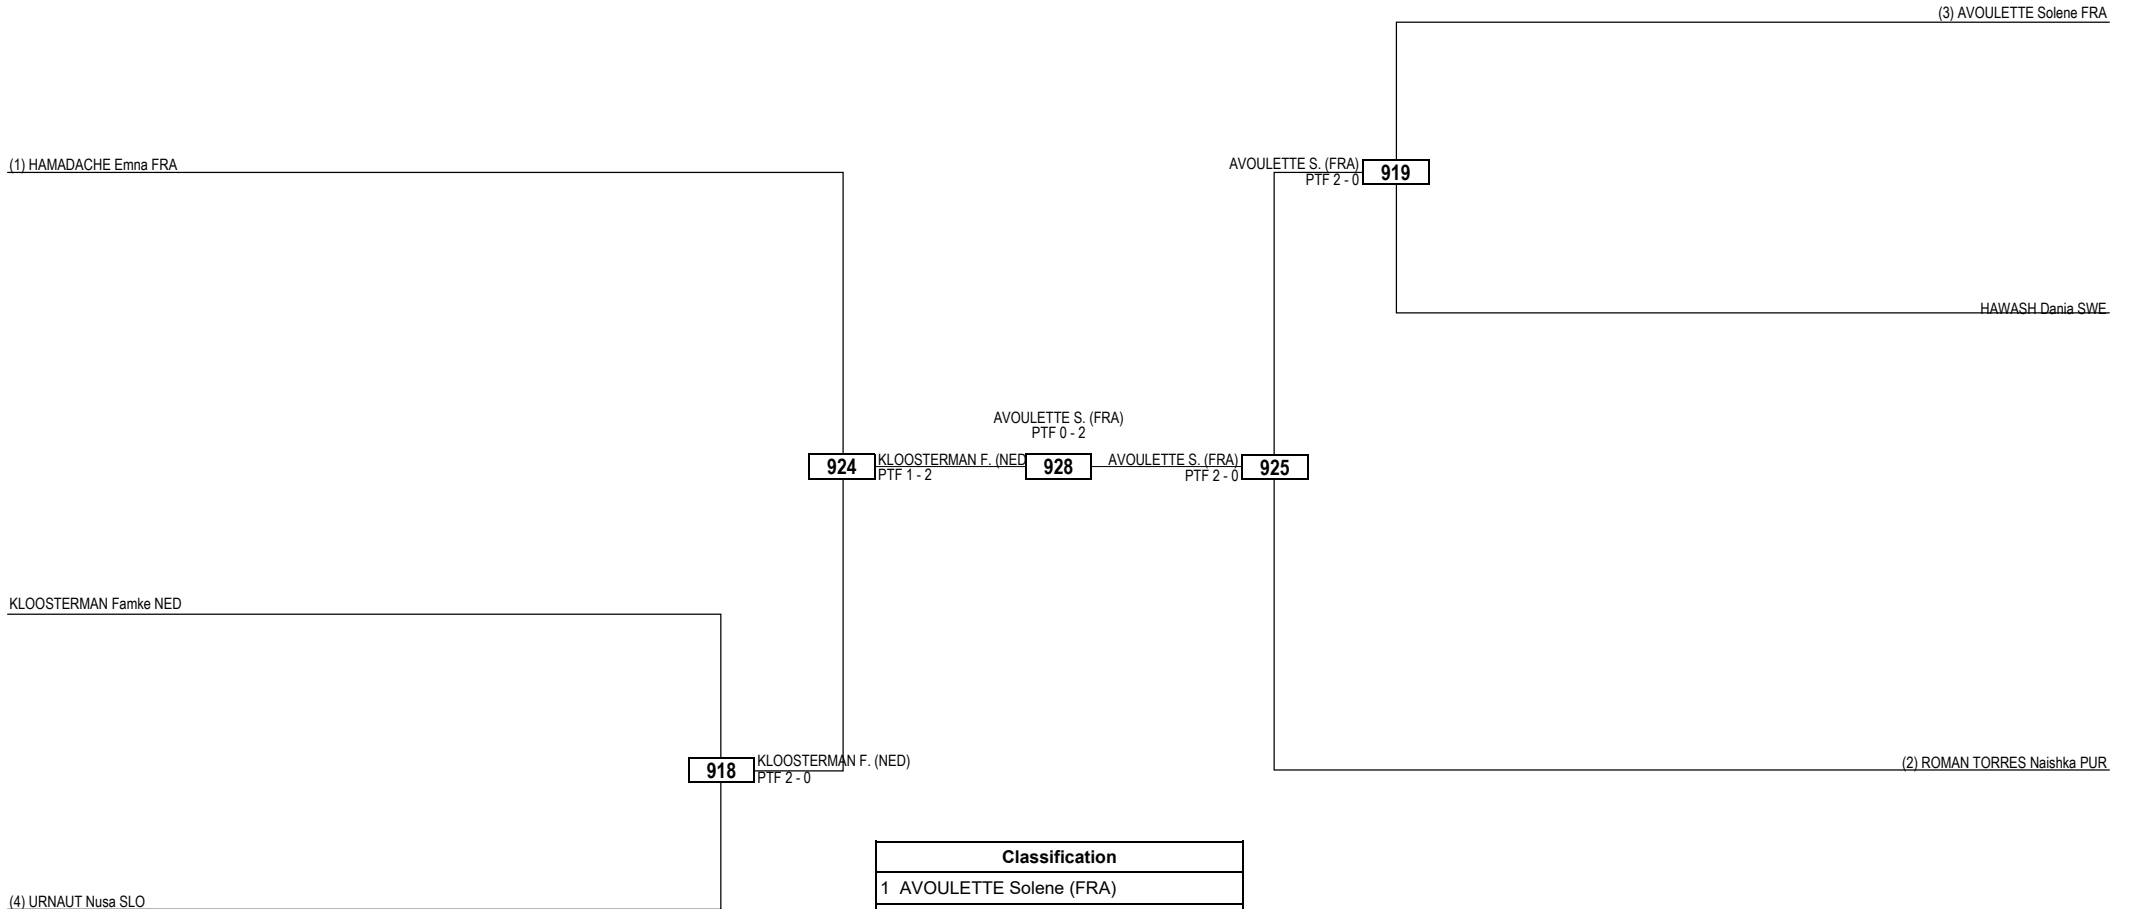 (3) AVOULETTE Solene FRA
(1) HAMADACHE Emna FRA
AVOULETTE S. (FRA)
PTF 2 - 0
919
HAWASH Dania SWE
AVOULETTE S. (FRA)
PTF 0 - 2
924
KLOOSTERMAN F. (NED
PTF 1 - 2
928
AVOULETTE S. (FRA)
PTF 2 - 0
925
KLOOSTERMAN Famke NED
918
KLOOSTERMAN F. (NED)
PTF 2 - 0
(2) ROMAN TORRES Naishka PUR
Classification
1 AVOULETTE Solene (FRA)
(4) URNAUT Nusa SLO